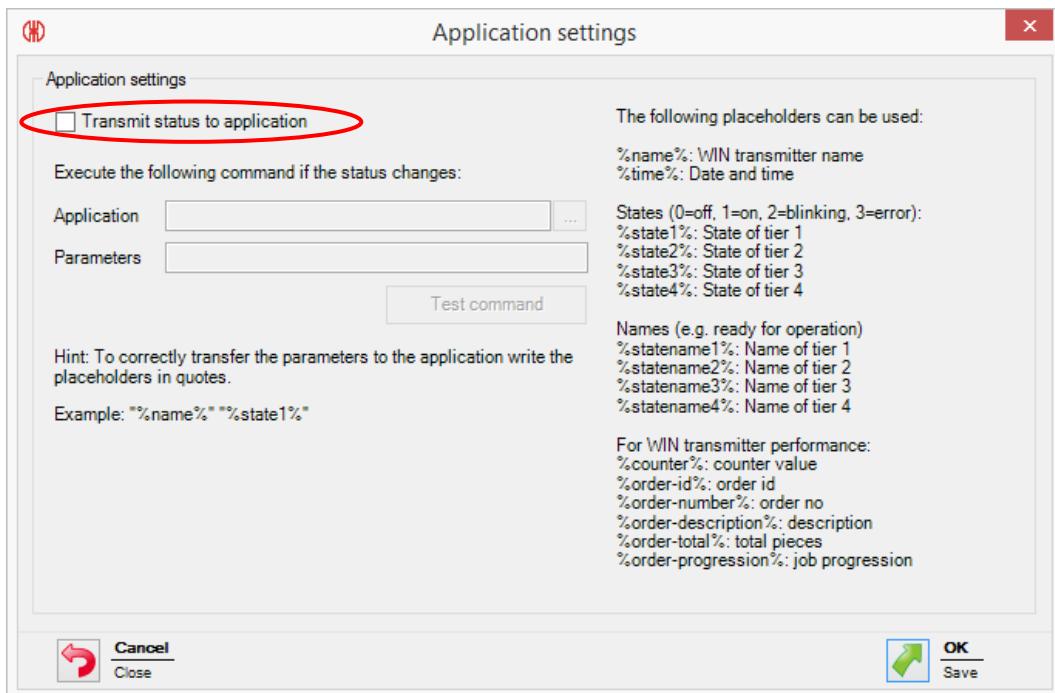 Application settings
Application settings
Transmit status to application
Execute the following command if the status changes:
Application
...
Parameters
Test command
Hint: To correctly transfer the parameters to the application write the
placeholders in quotes.
Example: "%name%" "%state1%"
The following placeholders can be used:
%name%: WIN transmitter name
%time%: Date and time
States (0=off, 1=on, 2=blinking, 3=error):
%state1%: State of tier 1
%state2%: State of tier 2
%state3%: State of tier 3
%state4%: State of tier 4
Names (e.g. ready for operation)
%statename1%: Name of tier 1
%statename2%: Name of tier 2
%statename3%: Name of tier 3
%statename4%: Name of tier 4
For WIN transmitter performance:
%counter%: counter value
%order-id%: order id
%order-number%: order no
%order-description%: description
%order-total%: total pieces
%order-progression%: job progression
Cancel
Close
OK
Save